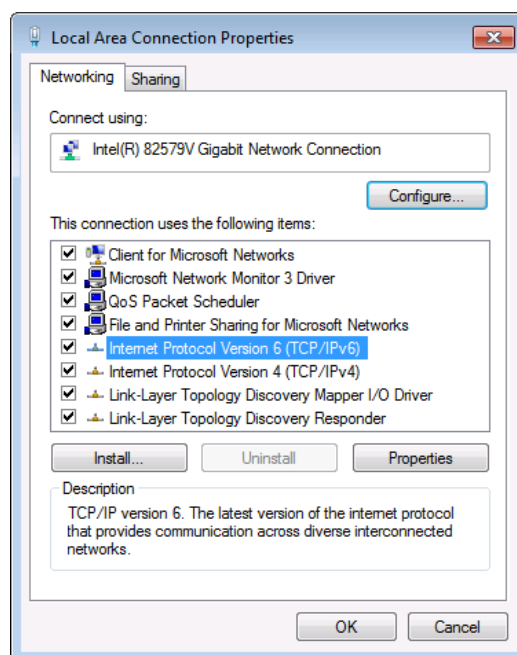 Local Area Connection Properties
Networking
Sharing
Connect using:
Intel(R) 82579V Gigabit Network Connection
Configure...
This connection uses the following items:
Client for Microsoft Networks
Microsoft Network Monitor 3 Driver
QoS Packet Scheduler
File and Printer Sharing for Microsoft Networks
Internet Protocol Version 6 (TCP/IPv6)
Internet Protocol Version 4 (TCP/IPv4)
Link-Layer Topology Discovery Mapper I/O Driver
Link-Layer Topology Discovery Responder
Install...
Uninstall
Properties
Description
TCP/IP version 6. The latest version of the internet protocol
that provides communication across diverse interconnected
networks.
OK
Cancel